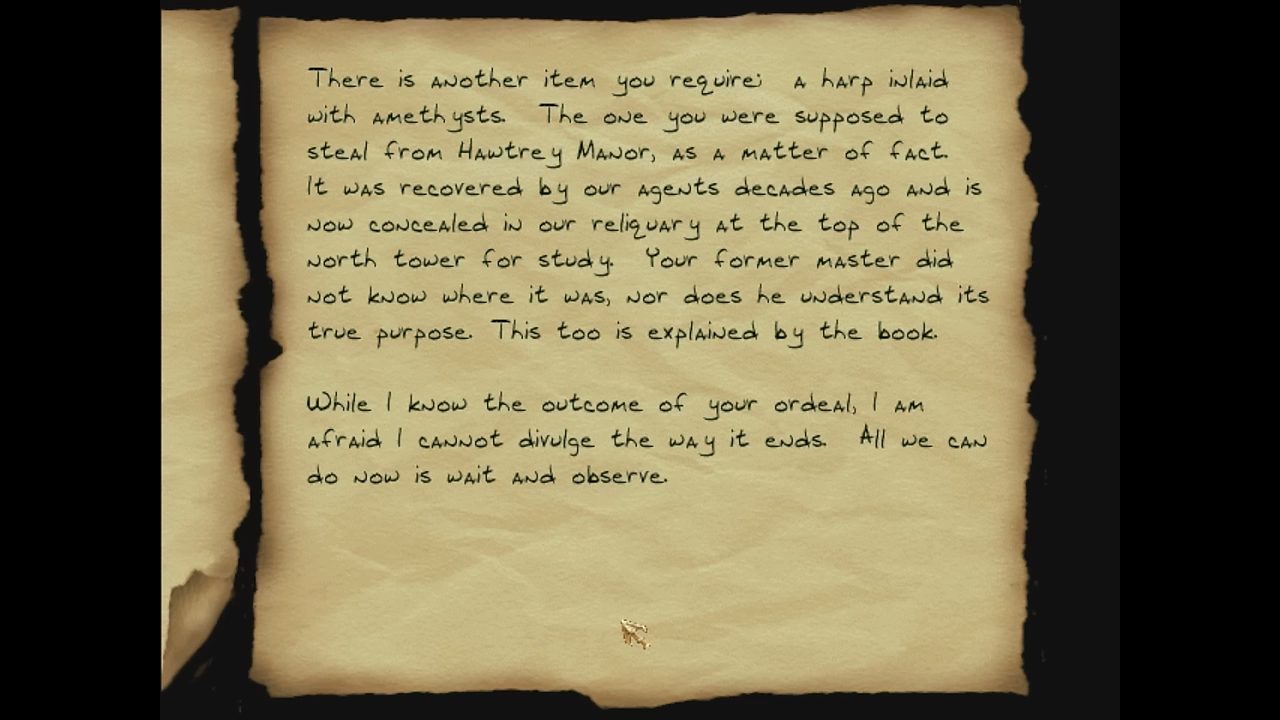 There is another item you require; a harp inlaid
with amethysts. The one you were supposed to
steal from Hawtrey Manor, as a matter of fact.
It was recovered by our agents decades ago and is
now concealed in our reliquary at the top of the
north tower for study. Your former master did
not know where it was, nor does he understand its
true purpose. This too is explained by the book.
While I know the outcome of your ordeal, I am
afraid I cannot divulge the way it ends. All we can
do now is wait and observe.